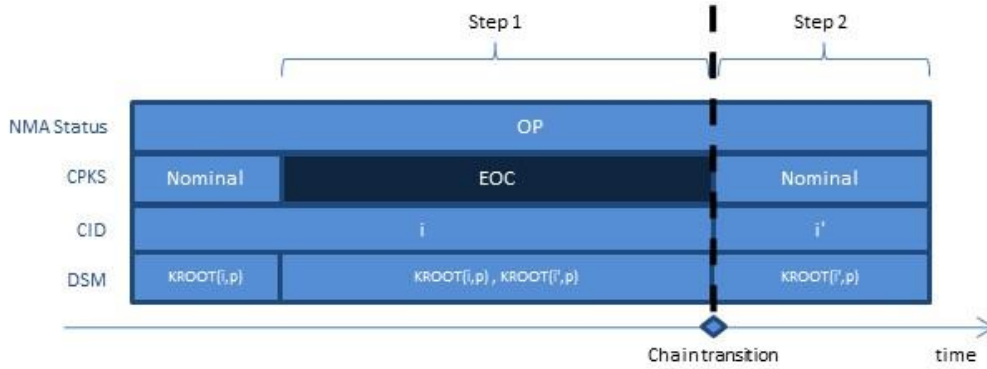 Step 1 Step 2
NMA Status OP
CPKS Nominal EOC Nominal
CID i i'
DSM KROOT(i,p) KROOT(i,p) , KROOT(i',p) KROOT(i',p)
Chain transition time